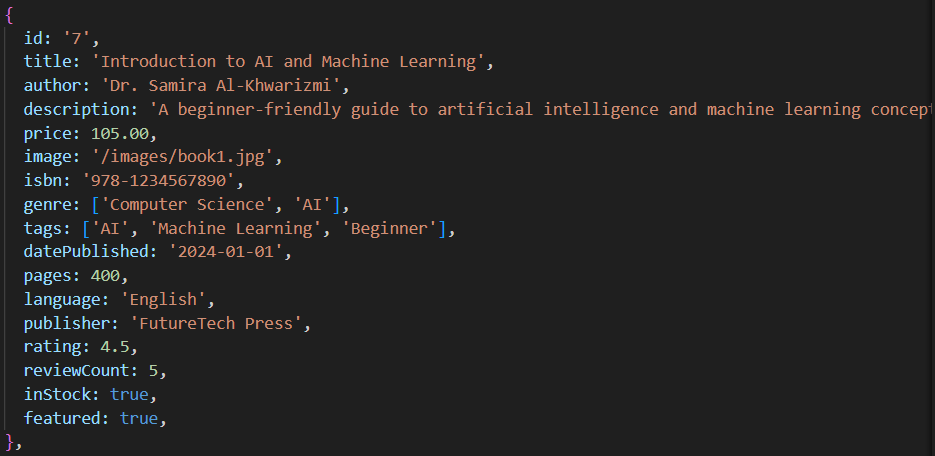 {
id: '7',
title: 'Introduction to AI and Machine Learning',
author: 'Dr. Samira Al-Khwarizmi',
description: 'A beginner-friendly guide to artificial intelligence and machine learning concept
price: 105.00,
image: '/images/book1.jpg',
isbn: '978-1234567890',
genre: ['Computer Science', 'AI'],
tags: ['AI', 'Machine Learning', 'Beginner'],
datePublished: '2024-01-01',
pages: 400,
language: 'English',
publisher: 'FutureTech Press',
rating: 4.5,
reviewCount: 5,
inStock: true,
featured: true,
},